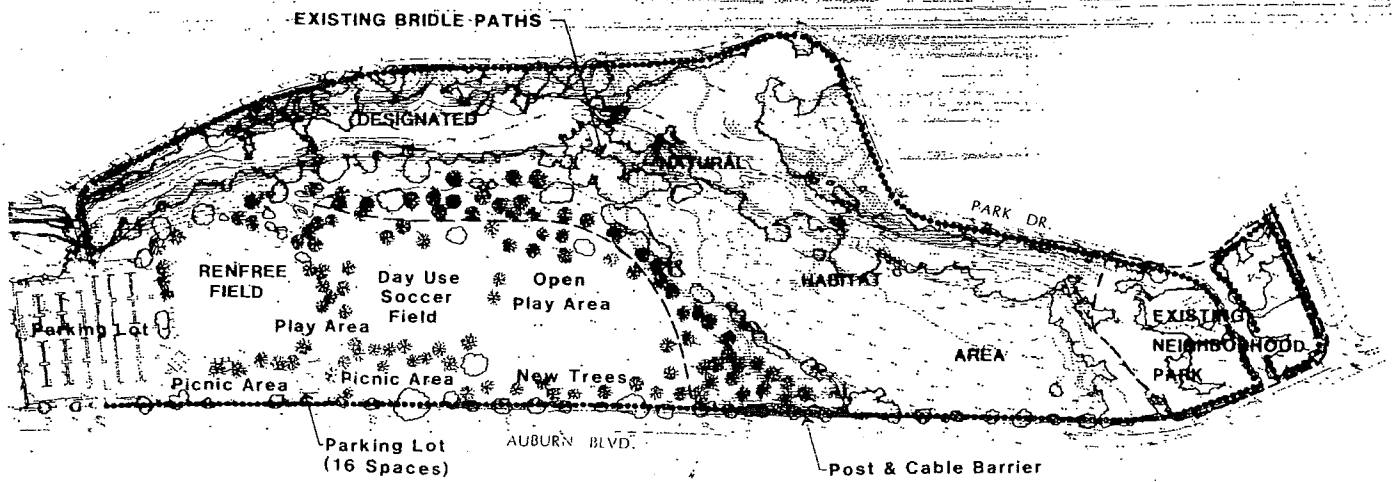 EXISTING BRIDLE PATHS
DESIGNATED
NATURAL
PARK DR.
RENFREE
FIELD
Day Use
Soccer
Field
Open
Play Area
HABITAT
Parking Lot
Play Area
EXISTING
NEIGHBORHOOD
PARK
AREA
Picnic Area
Picnic Area
New Trees
Parking Lot
(16 Spaces)
AUBURN BLVD.
Post & Cable Barrier